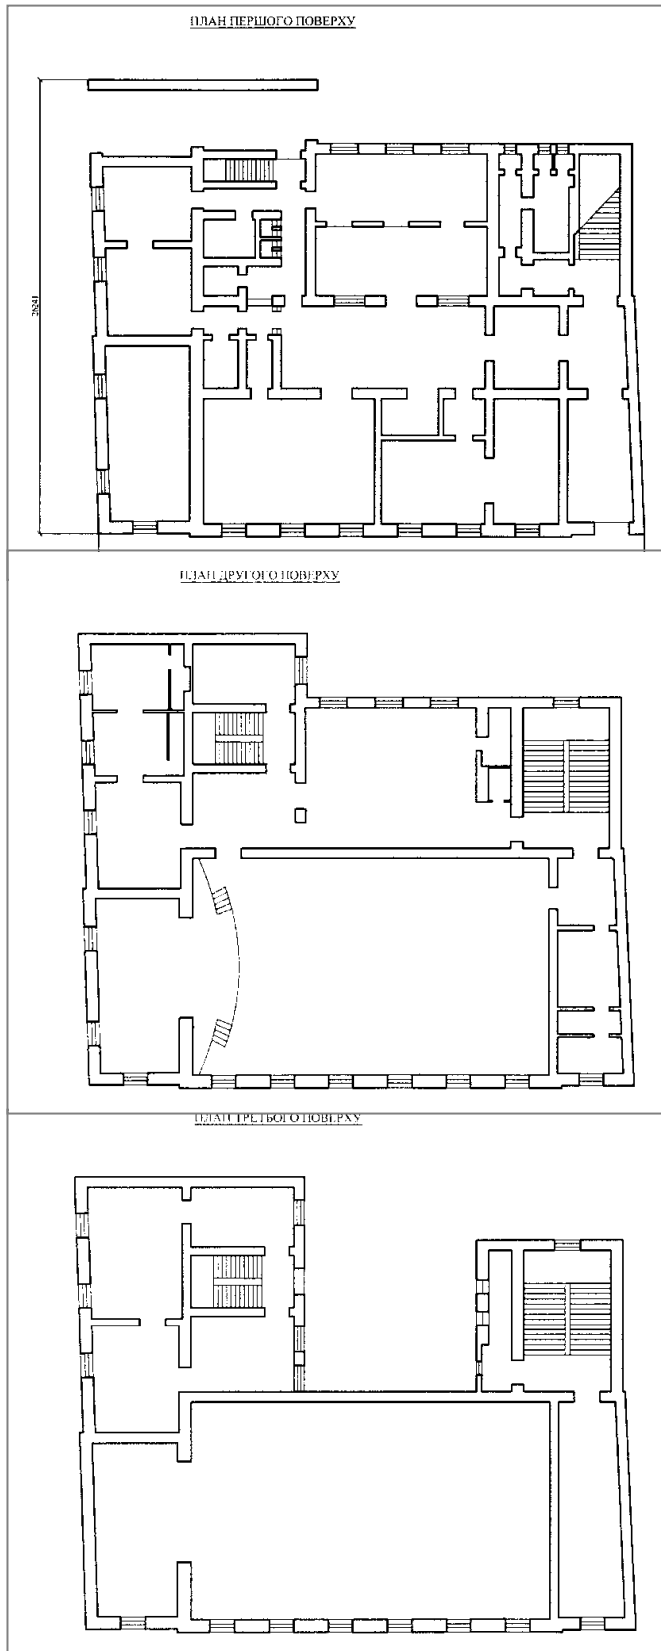 ПЛАН ПЕРШОГО ПОВЕРХУ
26241
ПЛАН ДРУГОГО ПОВЕРХУ
ПЛАН ТРЕТЬОГО ПОВЕРХУ